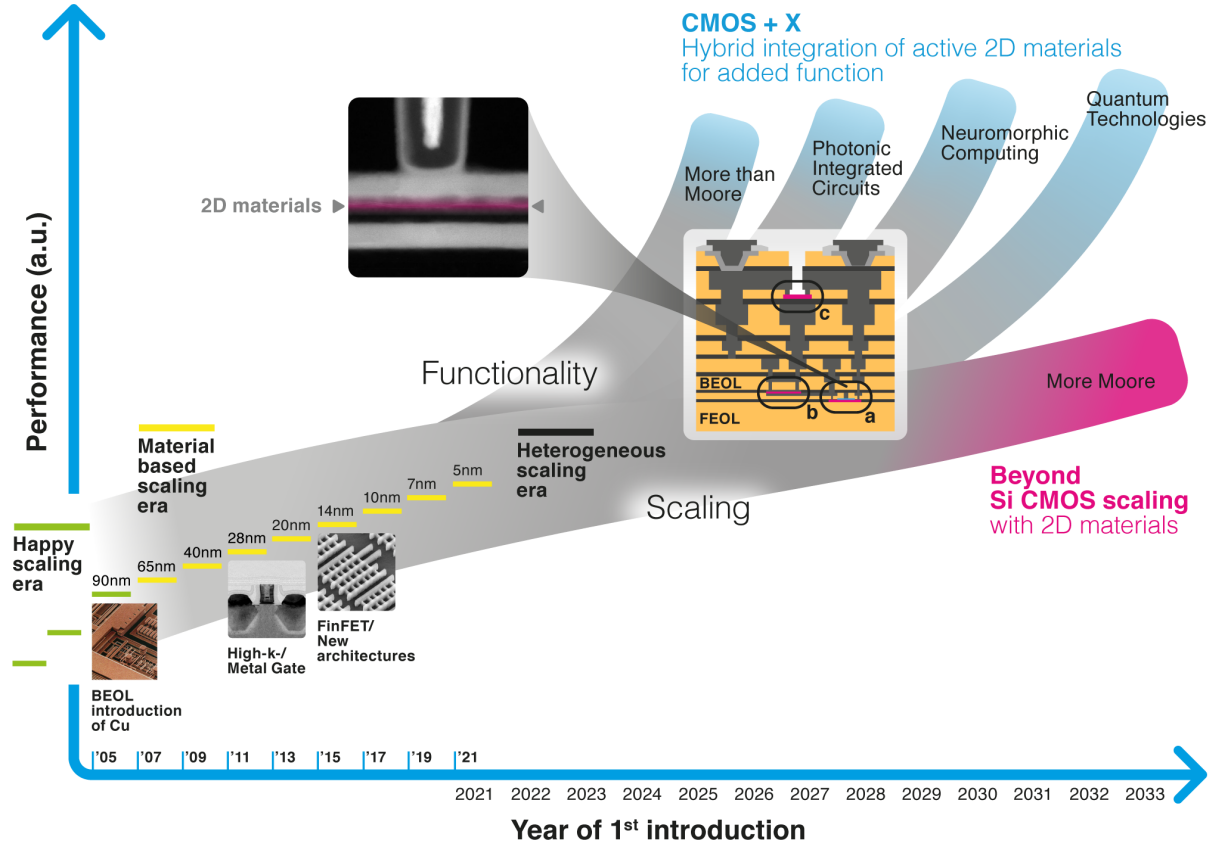 CMOS + X
Hybrid integration of active 2D materials
for added function
Quantum
Technologies
Neuromorphic
Computing
Photonic
Integrated
Circuits
More than
Moore
2D materials
Performance (a.u.)
c
BEOL
FEOL
b
a
Functionality
More Moore
Material
based
scaling
era
Heterogeneous
scaling
era
Beyond
Si CMOS scaling
with 2D materials
Scaling
Happy
scaling
era
90nm
65nm
40nm
28nm
20nm
14nm
10nm
7nm
5nm
BEOL
introduction
of Cu
High-k-/
Metal Gate
FinFET/
New
architectures
'05
'07
'09
'11
'13
'15
'17
'19
'21
2021
2022
2023
2024
2025
2026
2027
2028
2029
2030
2031
2032
2033
Year of 1st introduction